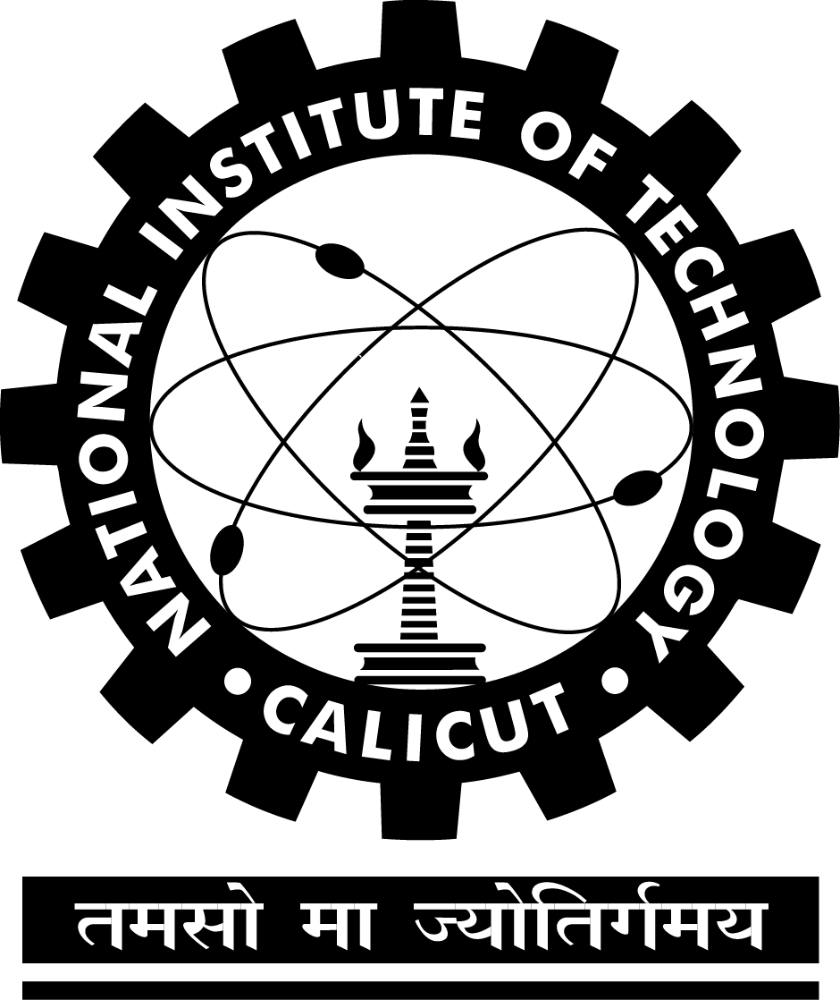 NATIONAL INSTITUTE OF TECHNOLOGY
• CALICUT •
तमसो मा ज्योतिर्गमय